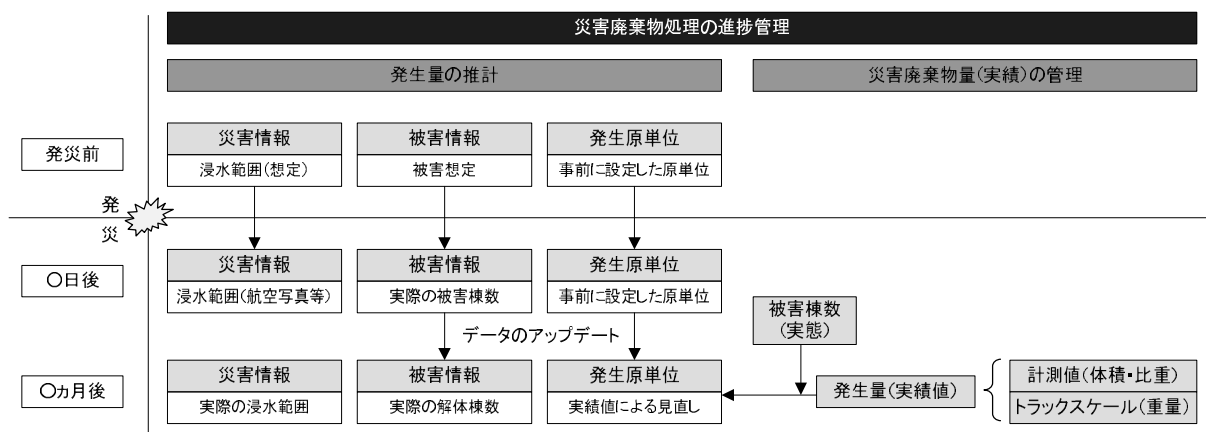 災害廃棄物処理の進捗管理
発生量の推計
災害廃棄物量(実績)の管理
発災前
災害情報
浸水範囲(想定)
被害情報
被害想定
発生原単位
事前に設定した原単位
発
災
〇日後
災害情報
浸水範囲(航空写真等)
被害情報
実際の被害棟数
発生原単位
事前に設定した原単位
データのアップデート
被害棟数
(実態)
〇ヵ月後
災害情報
実際の浸水範囲
被害情報
実際の解体棟数
発生原単位
実績値による見直し
発生量(実績値)
計測値(体積・比重)
トラックスケール(重量)